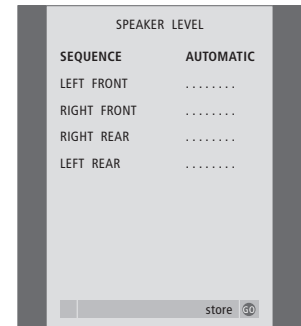 SPEAKER LEVEL
SEQUENCE AUTOMATIC
LEFT FRONT ........
RIGHT FRONT ........
RIGHT REAR ........
LEFT REAR ........
store GO